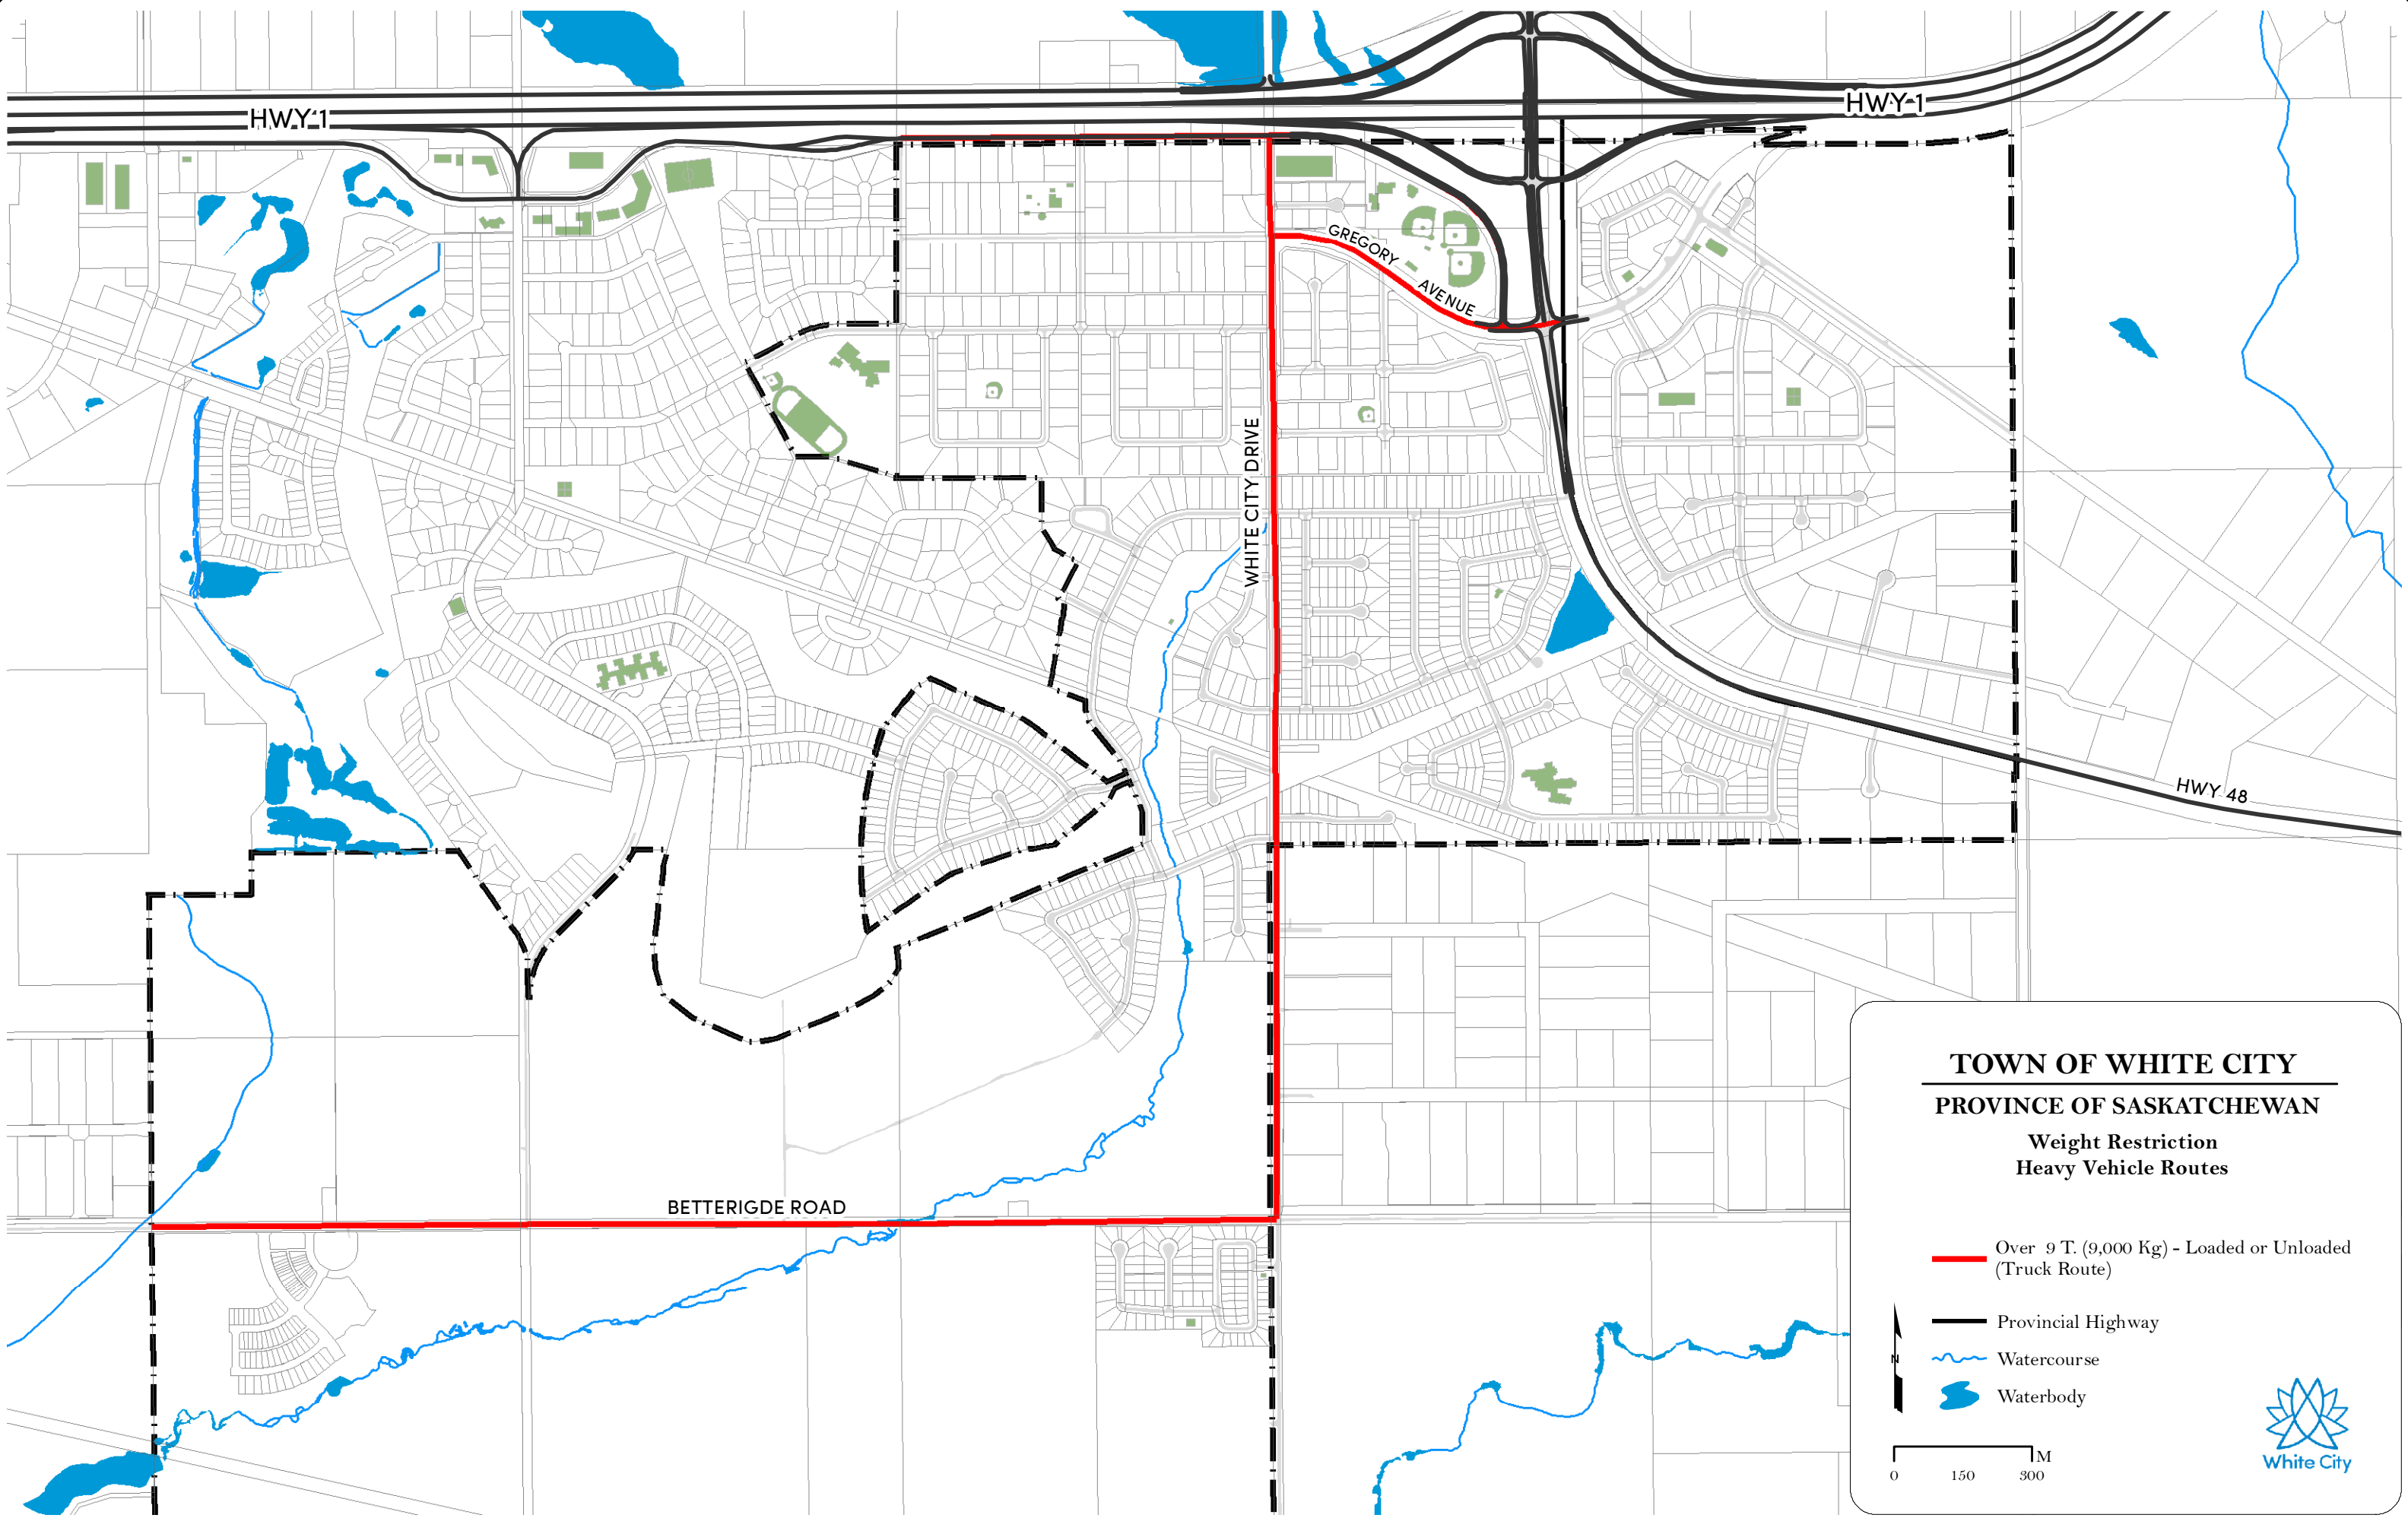 HWY 1
HWY 1
GREGORY AVENUE
WHITE CITY DRIVE
HWY 48
BETTERIGDE ROAD
TOWN OF WHITE CITY
PROVINCE OF SASKATCHEWAN
Weight Restriction
Heavy Vehicle Routes
Over 9 T. (9,000 Kg) - Loaded or Unloaded
(Truck Route)
Provincial Highway
N
Watercourse
Waterbody
M
0 150 300
White City